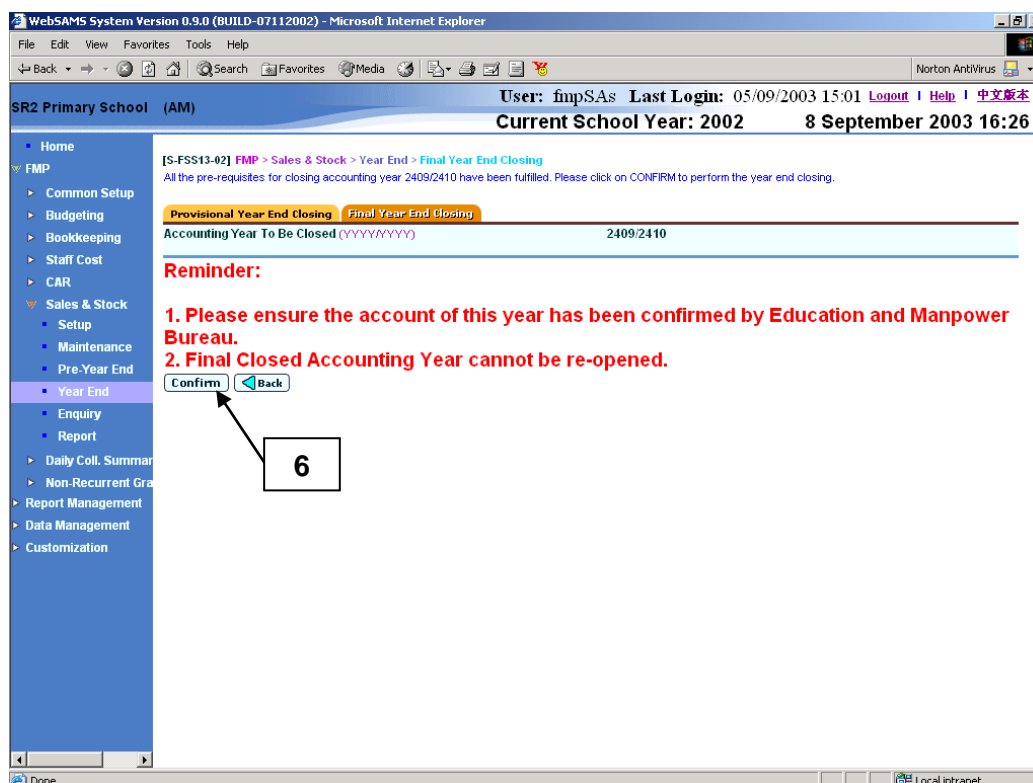 WebSAMS System Version 0.9.0 (BUILD-07112002) - Microsoft Internet Explorer
File Edit View Favorites Tools Help
Back Search Favorites Media Norton AntiVirus
SR2 Primary School (AM)
User: fmpSAs Last Login: 05/09/2003 15:01 Logout | Help | 中文版本
Current School Year: 2002 8 September 2003 16:26
Home
FMP
Common Setup
Budgeting
Bookkeeping
Staff Cost
CAR
Sales & Stock
Setup
Maintenance
Pre-Year End
Year End
Enquiry
Report
Daily Coll. Summar
Non-Recurrent Gra
Report Management
Data Management
Customization
[S-FSS13-02] FMP > Sales & Stock > Year End > Final Year End Closing
All the pre-requisites for closing accounting year 2409/2410 have been fulfilled. Please click on CONFIRM to perform the year end closing.
Provisional Year End Closing Final Year End Closing
Accounting Year To Be Closed (YYYY/YYYY) 2409/2410
Reminder:
1. Please ensure the account of this year has been confirmed by Education and Manpower
Bureau.
2. Final Closed Accounting Year cannot be re-opened.
Confirm Back
6
Done Local intranet